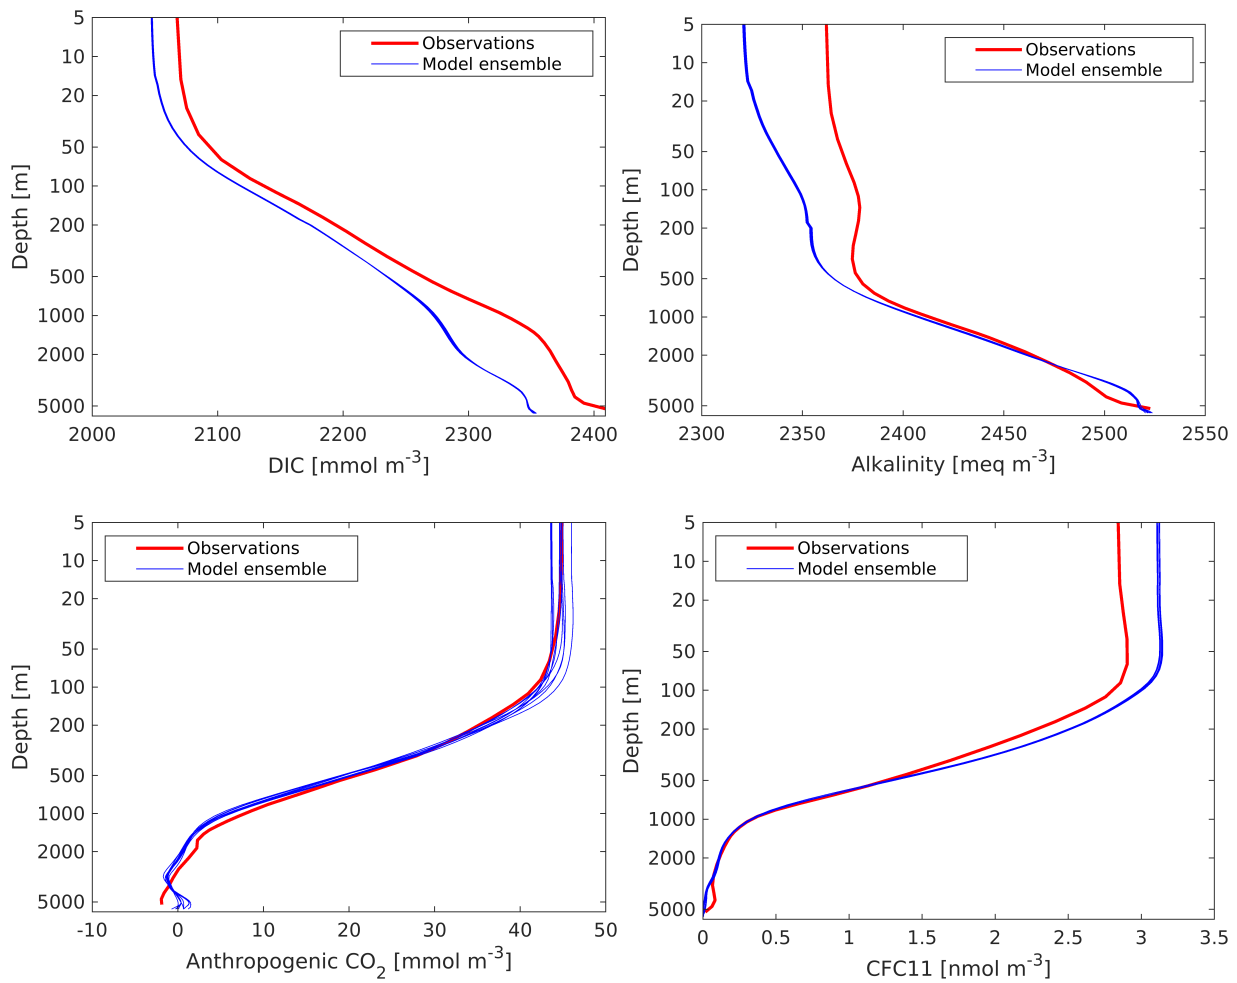 5
10
20
50
100
200
500
1000
2000
5000
Depth [m]
Observations
Model ensemble
2000 2100 2200 2300 2400
DIC [mmol m-3]
5
10
20
50
100
200
500
1000
2000
5000
Depth [m]
Observations
Model ensemble
2300 2350 2400 2450 2500 2550
Alkalinity [meq m-3]
5
10
20
50
100
200
500
1000
2000
5000
Depth [m]
Observations
Model ensemble
-10 0 10 20 30 40 50
Anthropogenic CO2 [mmol m-3]
5
10
20
50
100
200
500
1000
2000
5000
Depth [m]
Observations
Model ensemble
0 0.5 1 1.5 2 2.5 3 3.5
CFC11 [nmol m-3]